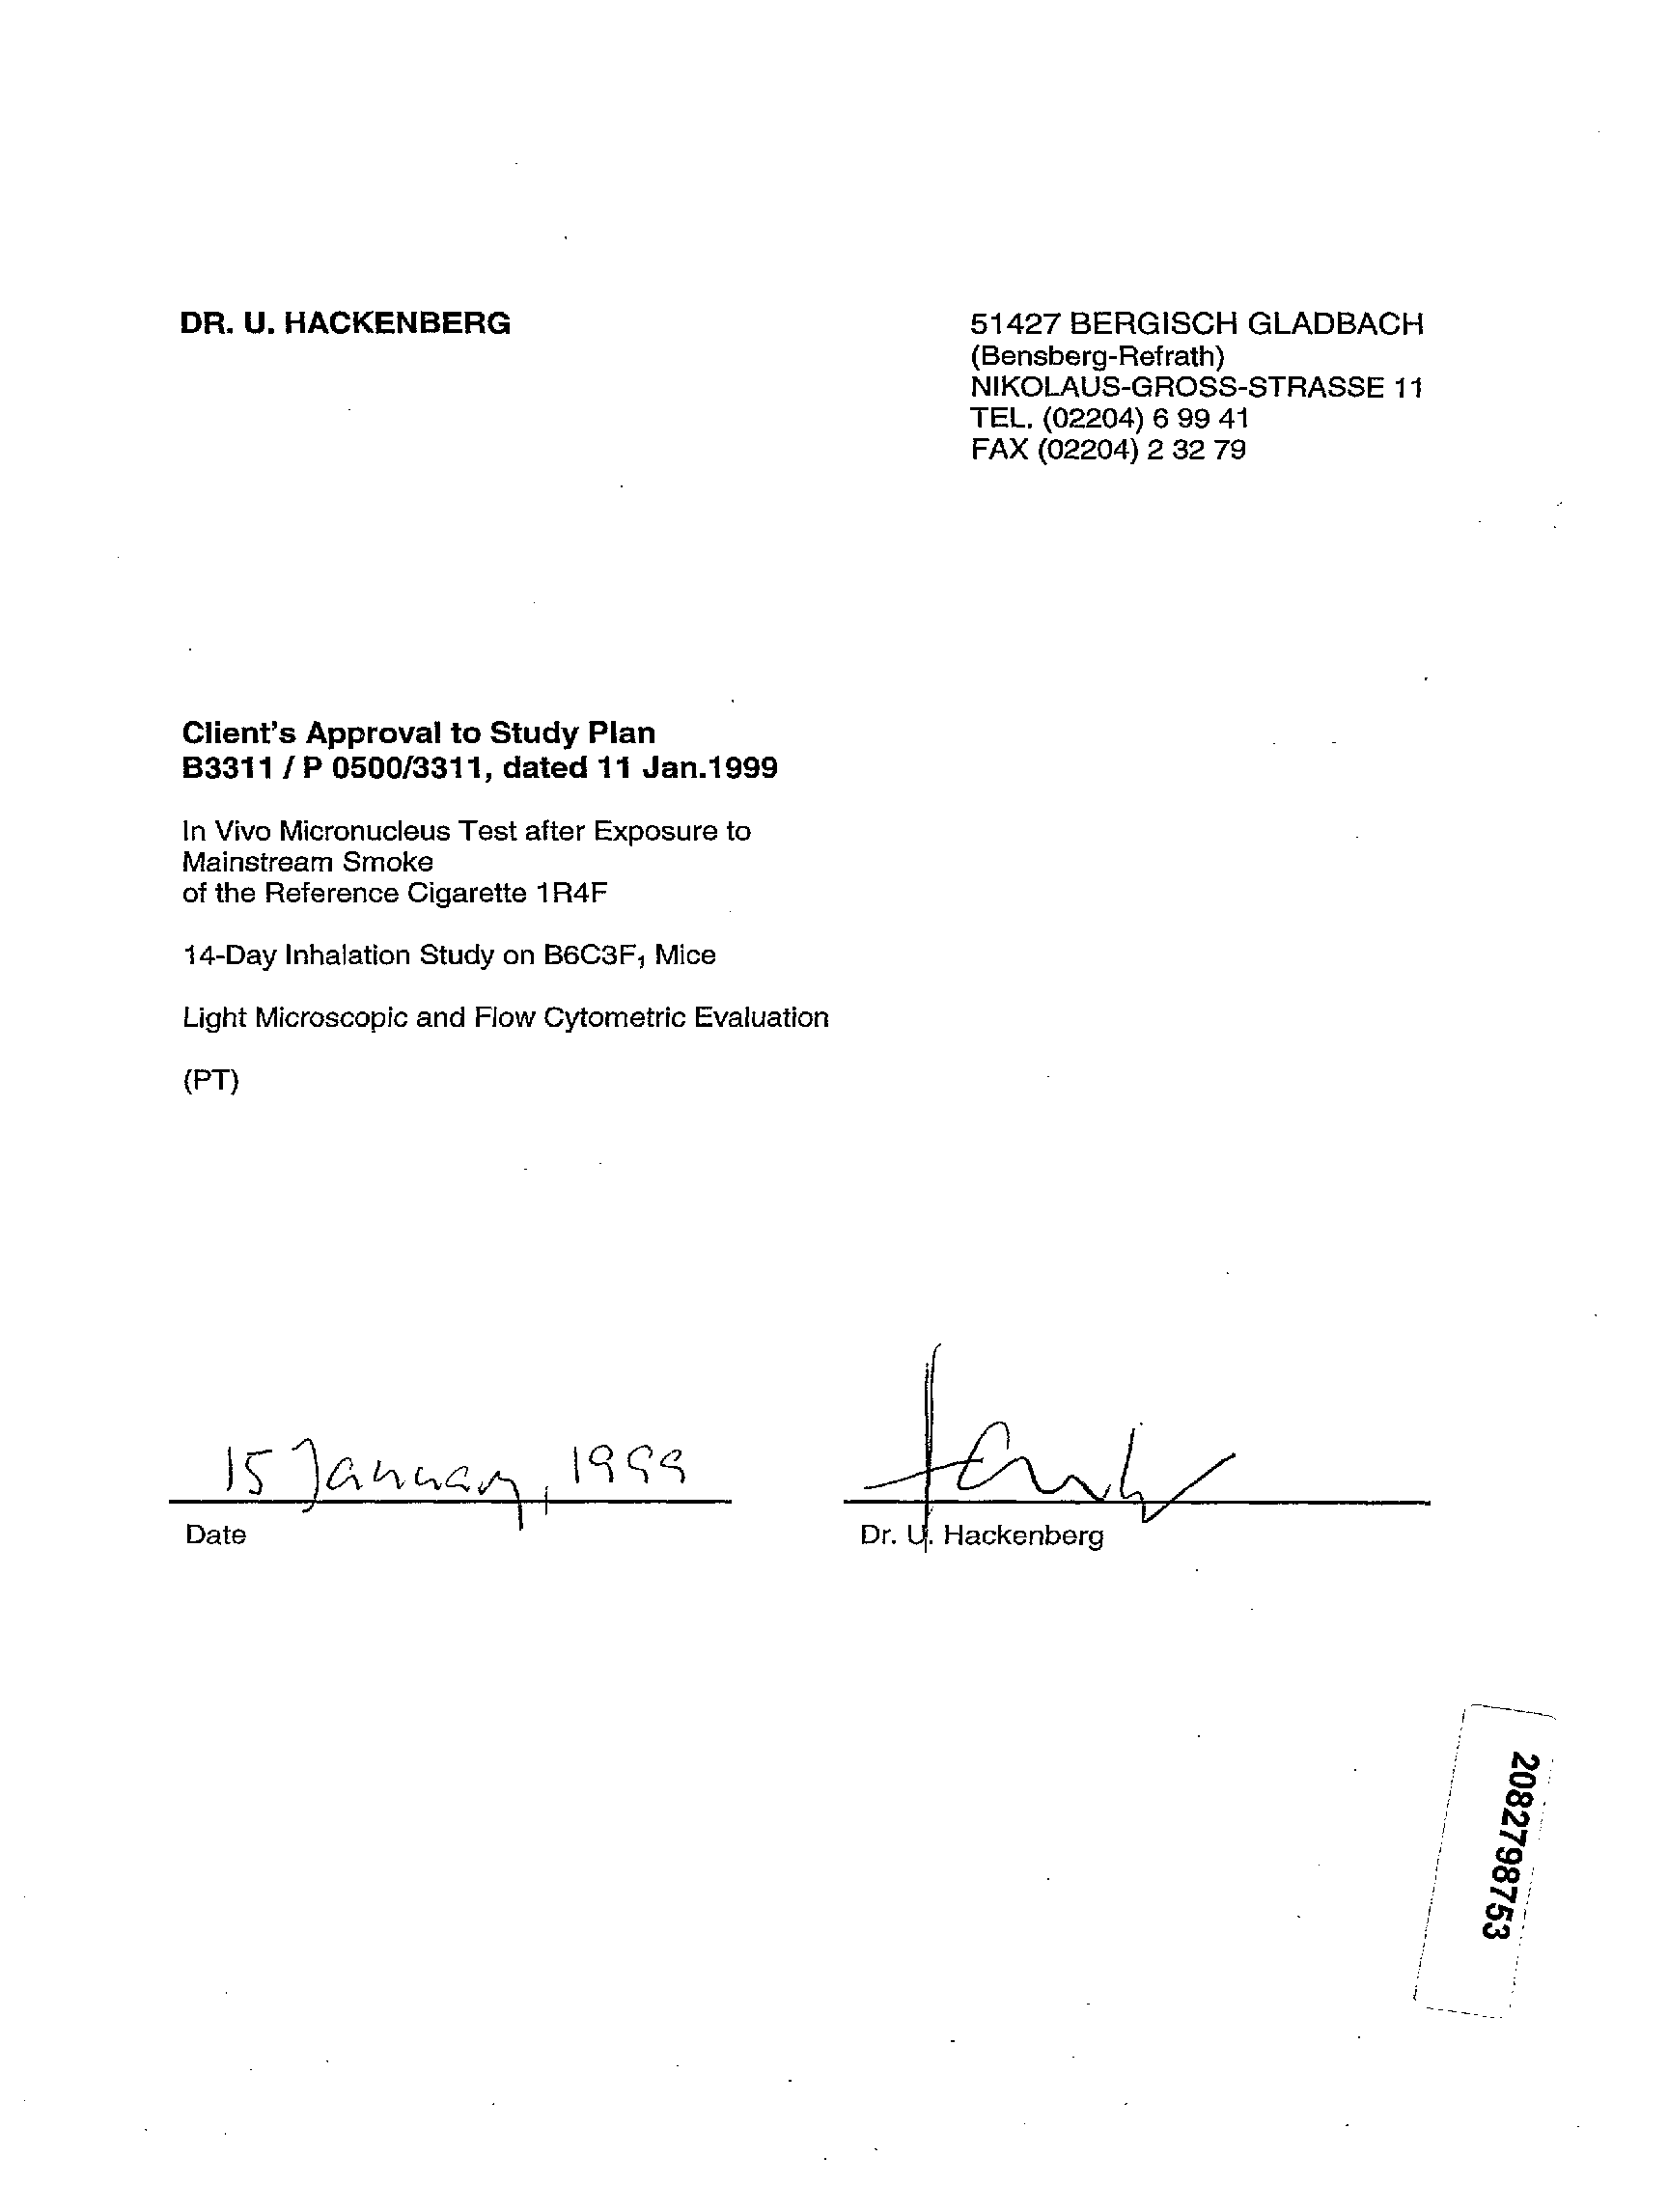 DR. U. HACKENBERG
51427 BERGISCH GLADBACH
(Bensberg-Refrath)
NIKOLAUS-GROSS-STRASSE 11
TEL. (02204) 6 99 41
FAX (02204) 2 32 79
Client's Approval to Study Plan
B3311 / P 0500/3311, dated 11 Jan.1999
In Vivo Micronucleus Test after Exposure to
Mainstream Smoke
of the Reference Cigarette 1R4F
14-Day Inhalation Study on B6C3F₁ Mice
Light Microscopic and Flow Cytometric Evaluation
(PT)
15 January, 1999
Date
Dr. U. Hackenberg
2082798753